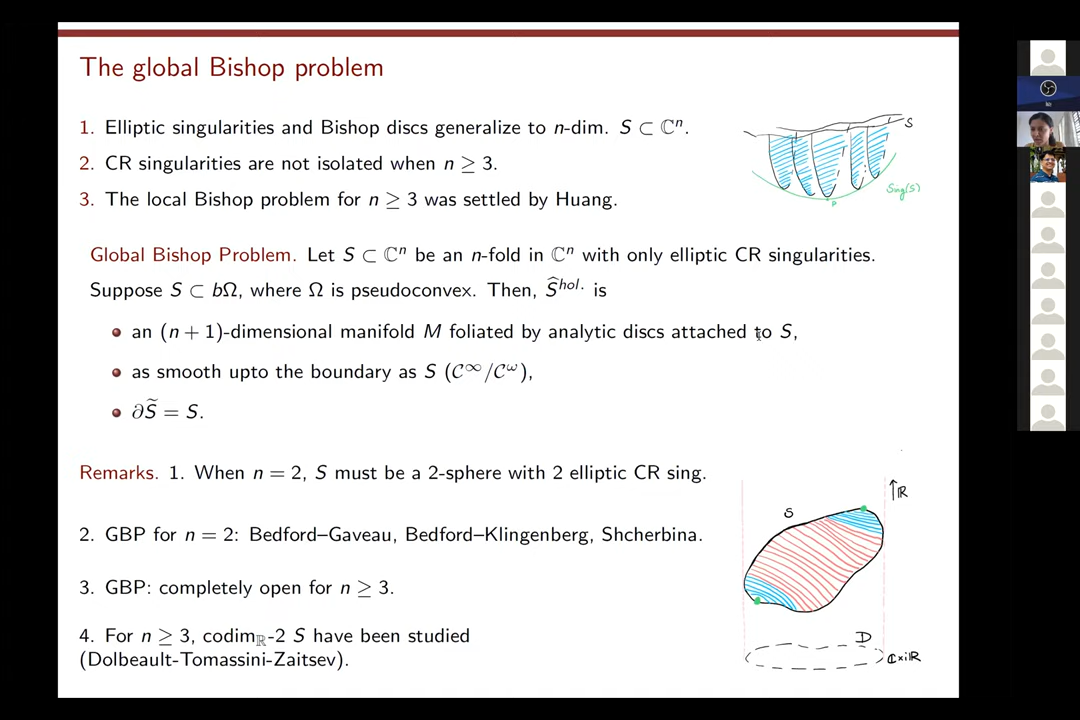 The global Bishop problem
1. Elliptic singularities and Bishop discs generalize to n-dim. S ⊂ ℂⁿ.
2. CR singularities are not isolated when n ≥ 3.
3. The local Bishop problem for n ≥ 3 was settled by Huang.
S
Sing(S)
p
Global Bishop Problem. Let S ⊂ ℂⁿ be an n-fold in ℂⁿ with only elliptic CR singularities.
Suppose S ⊂ bΩ, where Ω is pseudoconvex. Then, Ŝ^hol. is
an (n + 1)-dimensional manifold M foliated by analytic discs attached to S,
as smooth upto the boundary as S (𝒞^∞/𝒞^ω),
∂S̃ = S.
Remarks. 1. When n = 2, S must be a 2-sphere with 2 elliptic CR sing.
2. GBP for n = 2: Bedford–Gaveau, Bedford–Klingenberg, Shcherbina.
3. GBP: completely open for n ≥ 3.
4. For n ≥ 3, codim_ℝ-2 S have been studied
(Dolbeault-Tomassini-Zaitsev).
↑ℝ
S
D
ℂ×iℝ